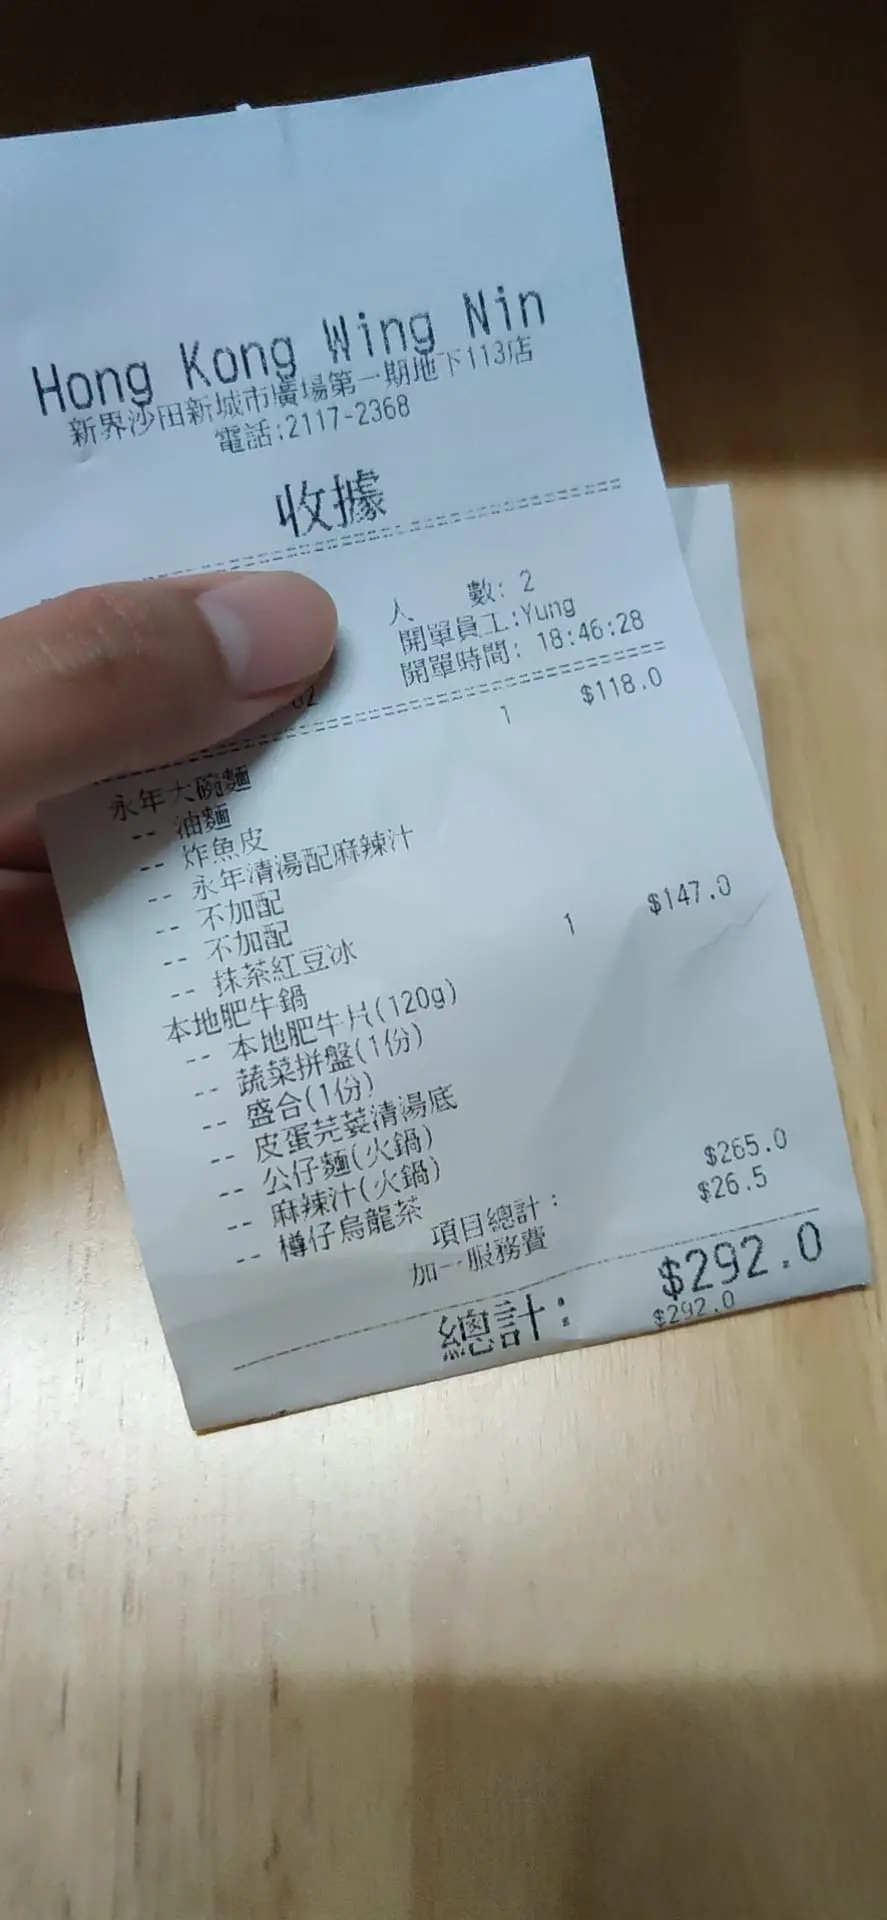 Hong Kong Wing Nin
新界沙田新城市廣場第一期地下113店
電話:2117-2368
收據
人 數: 2
開單員工:Yung
02 開單時間: 18:46:28
永年大碗麵 1 $118.0
-- 油麵
-- 炸魚皮
-- 永年清湯配麻辣汁
-- 不加配
-- 不加配
-- 抹茶紅豆冰
本地肥牛鍋 1 $147.0
-- 本地肥牛片(120g)
-- 蔬菜拼盤(1份)
-- 盛合(1份)
-- 皮蛋芫荽清湯底
-- 公仔麵(火鍋)
-- 麻辣汁(火鍋)
-- 樽仔烏龍茶
項目總計: $265.0
加一服務費 $26.5
總計: $292.0
$292.0